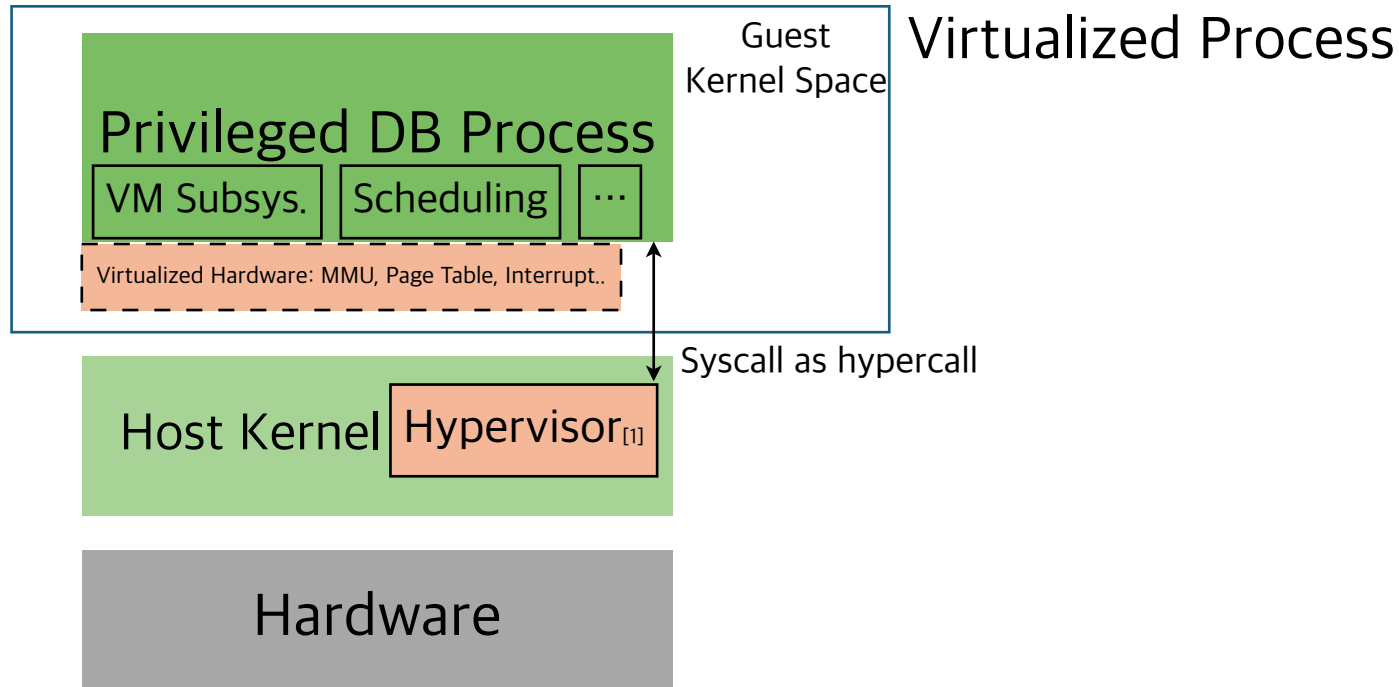 Virtualized Process
Guest
Kernel Space
Privileged DB Process
VM Subsys.
Scheduling
...
Virtualized Hardware: MMU, Page Table, Interrupt..
Syscall as hypercall
Host Kernel
Hypervisor[1]
Hardware